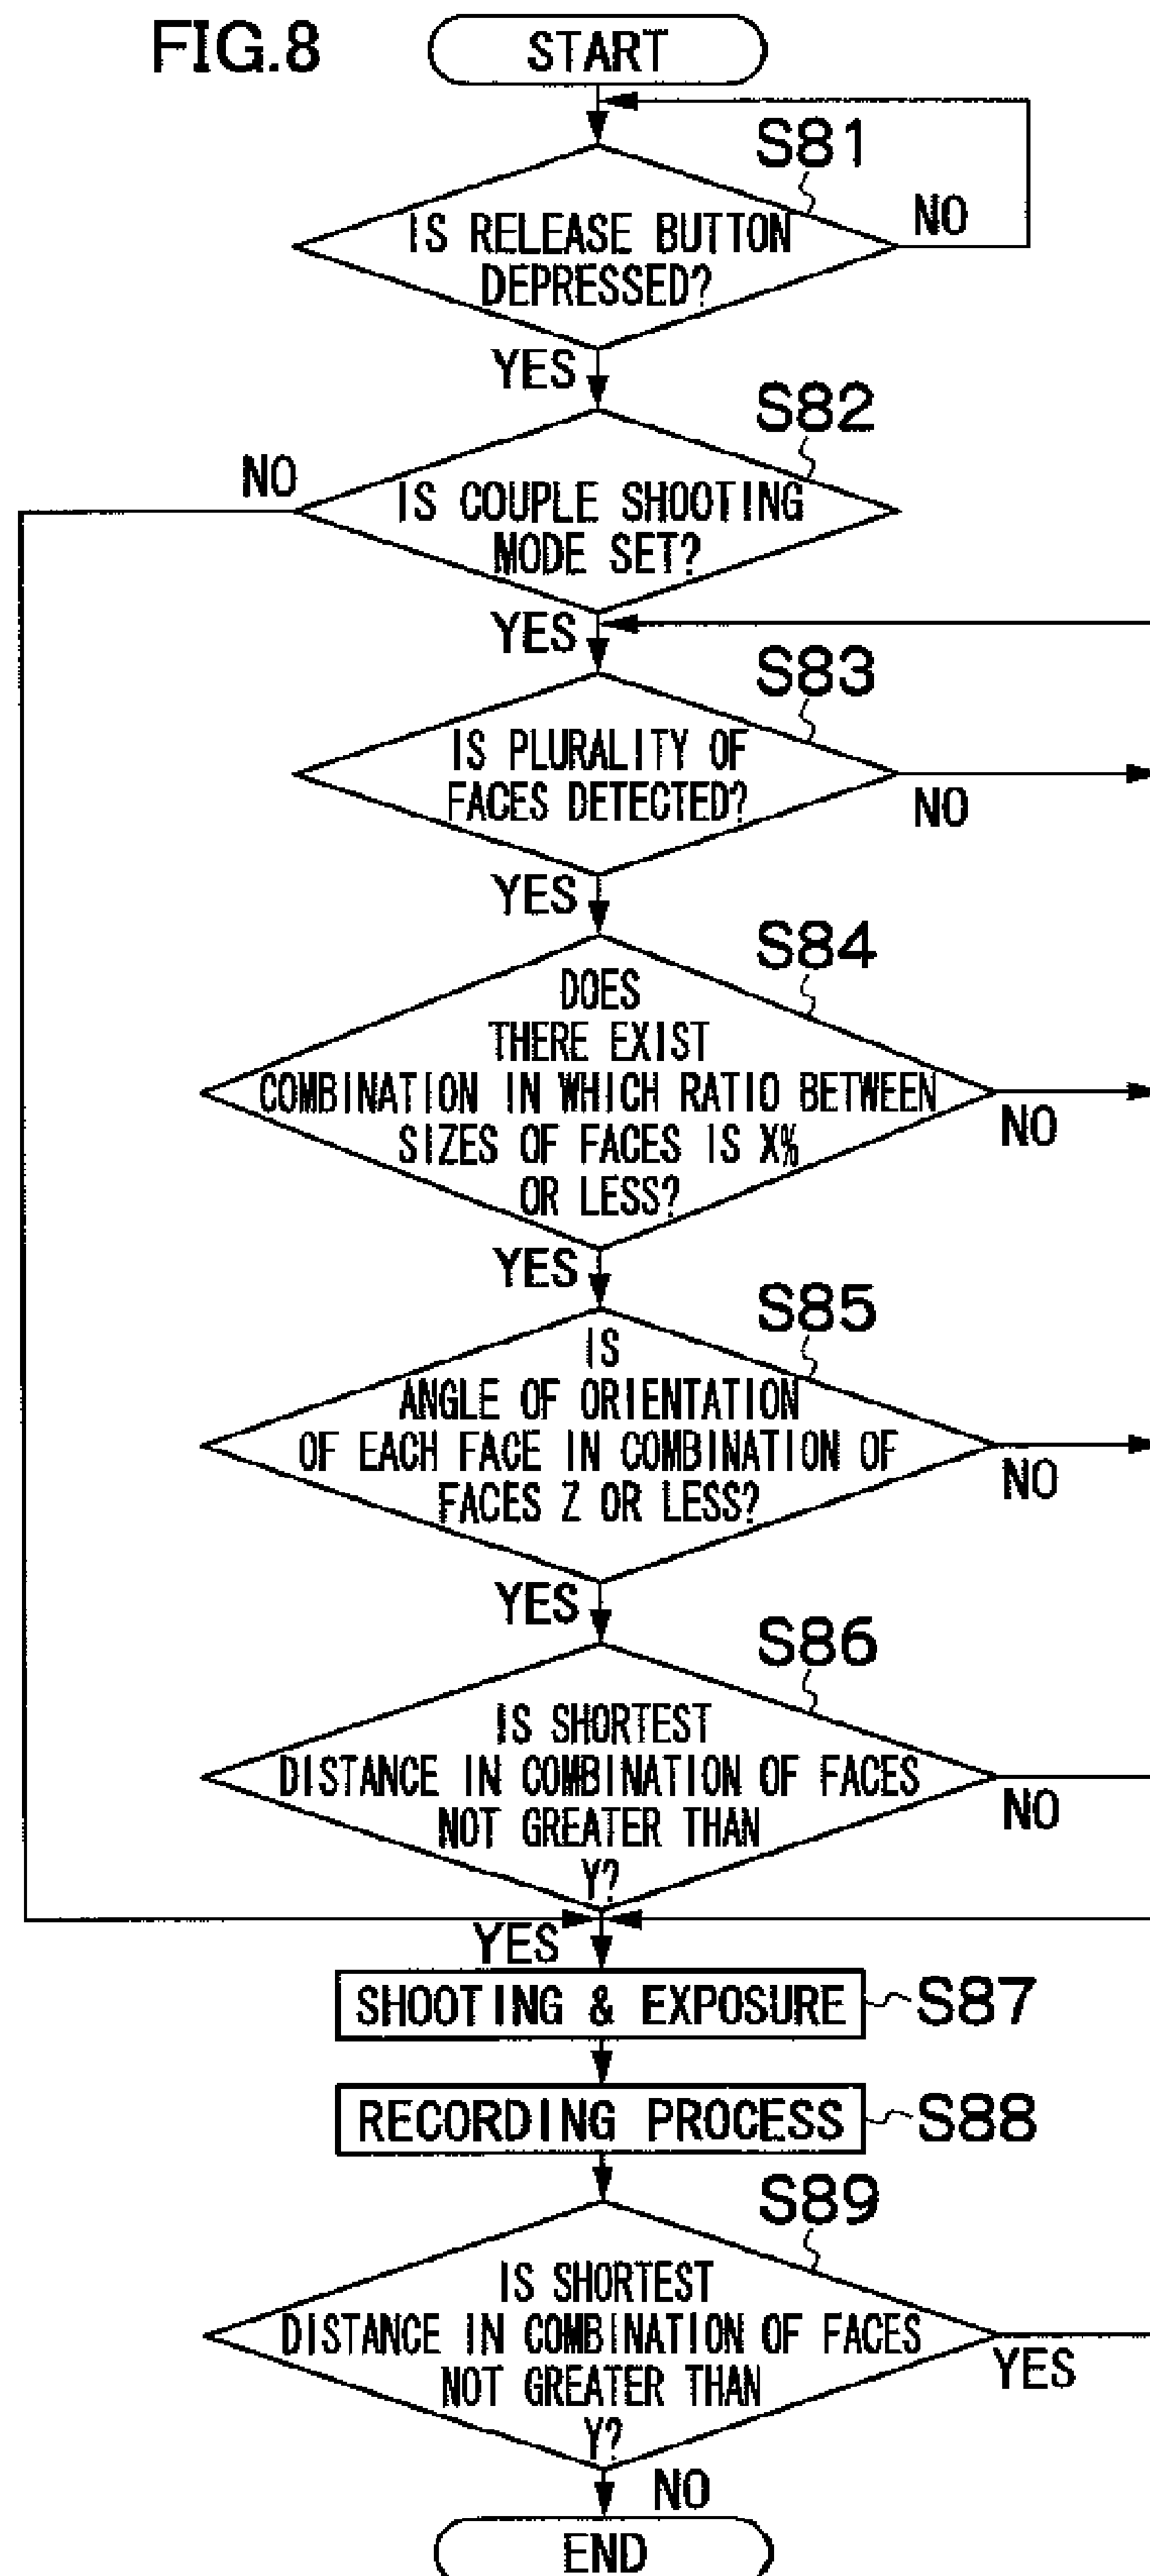 FIG.8
START
S81
IS RELEASE BUTTON
DEPRESSED?
NO
YES
S82
NO
IS COUPLE SHOOTING
MODE SET?
YES
S83
IS PLURALITY OF
FACES DETECTED?
NO
YES
S84
DOES
THERE EXIST
COMBINATION IN WHICH RATIO BETWEEN
SIZES OF FACES IS X%
OR LESS?
NO
YES
S85
IS
ANGLE OF ORIENTATION
OF EACH FACE IN COMBINATION OF
FACES Z OR LESS?
NO
YES
S86
IS SHORTEST
DISTANCE IN COMBINATION OF FACES
NOT GREATER THAN
Y?
NO
YES
SHOOTING & EXPOSURE
S87
RECORDING PROCESS
S88
S89
IS SHORTEST
DISTANCE IN COMBINATION OF FACES
NOT GREATER THAN
Y?
YES
NO
END